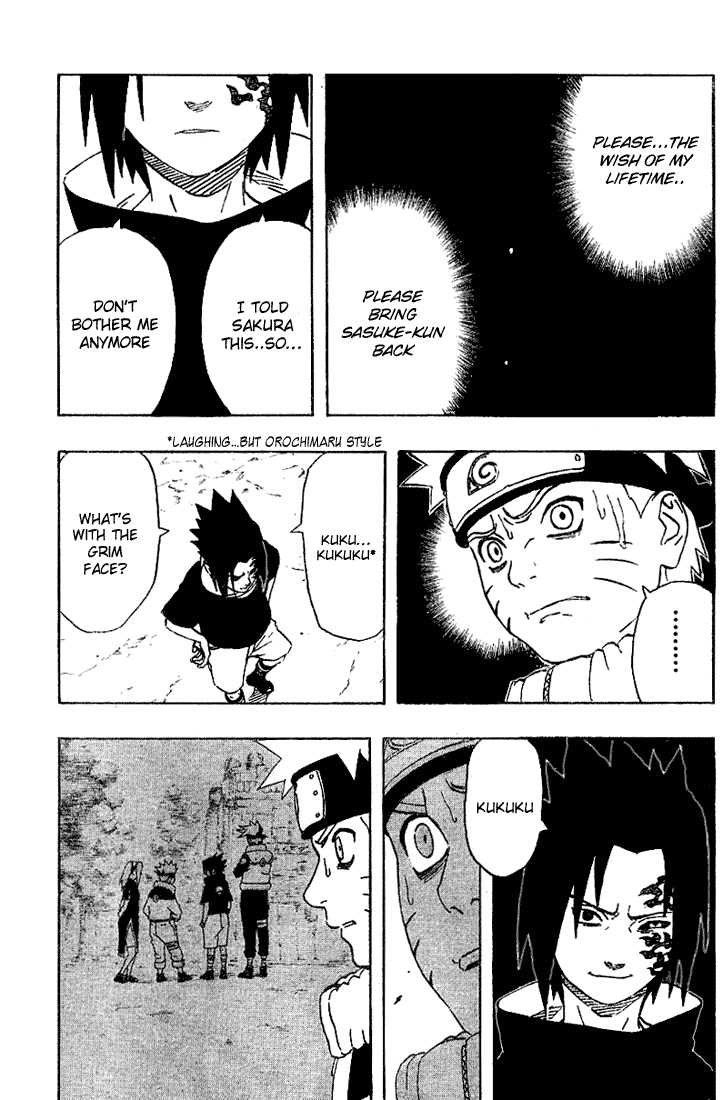 PLEASE...THE
WISH OF MY
LIFETIME..
PLEASE
BRING
SASUKE-KUN
BACK
I TOLD
SAKURA
THIS..SO...
DON'T
BOTHER ME
ANYMORE
.........
*LAUGHING...BUT OROCHIMARU STYLE
KUKU...
KUKUKU*
WHAT'S
WITH THE
GRIM
FACE?
KUKUKU